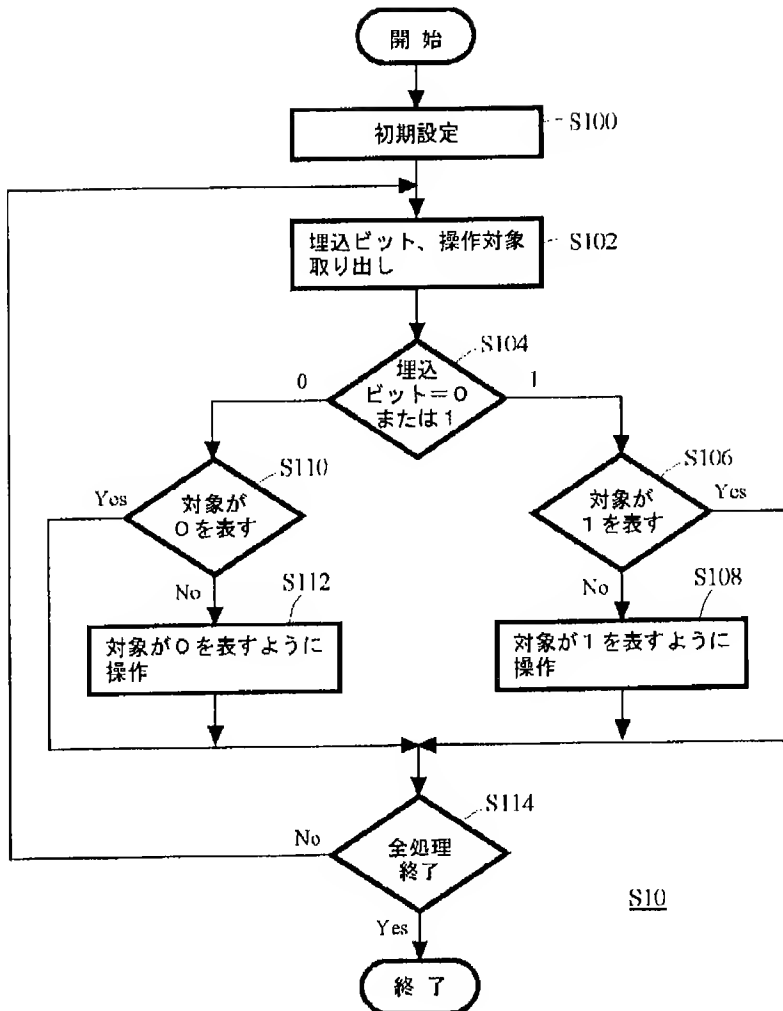 開 始
初期設定
S100
埋込ビット、操作対象
取り出し
S102
S104
埋込
ビット=0
または1
0
1
S110
対象が
0を表す
Yes
No
S106
対象が
1を表す
Yes
No
S112
対象が0を表すように
操作
S108
対象が1を表すように
操作
S114
全処理
終了
No
Yes
S10
終 了